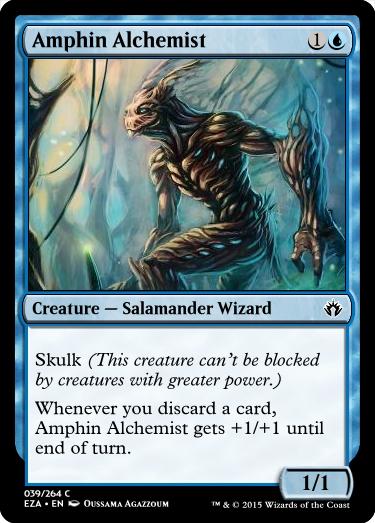 Amphin Alchemist 1
Creature — Salamander Wizard
Skulk (This creature can't be blocked
by creatures with greater power.)
Whenever you discard a card,
Amphin Alchemist gets +1/+1 until
end of turn.
1/1
039/264 C
EZA • EN Oussama Agazzoum
™ & © 2015 Wizards of the Coast